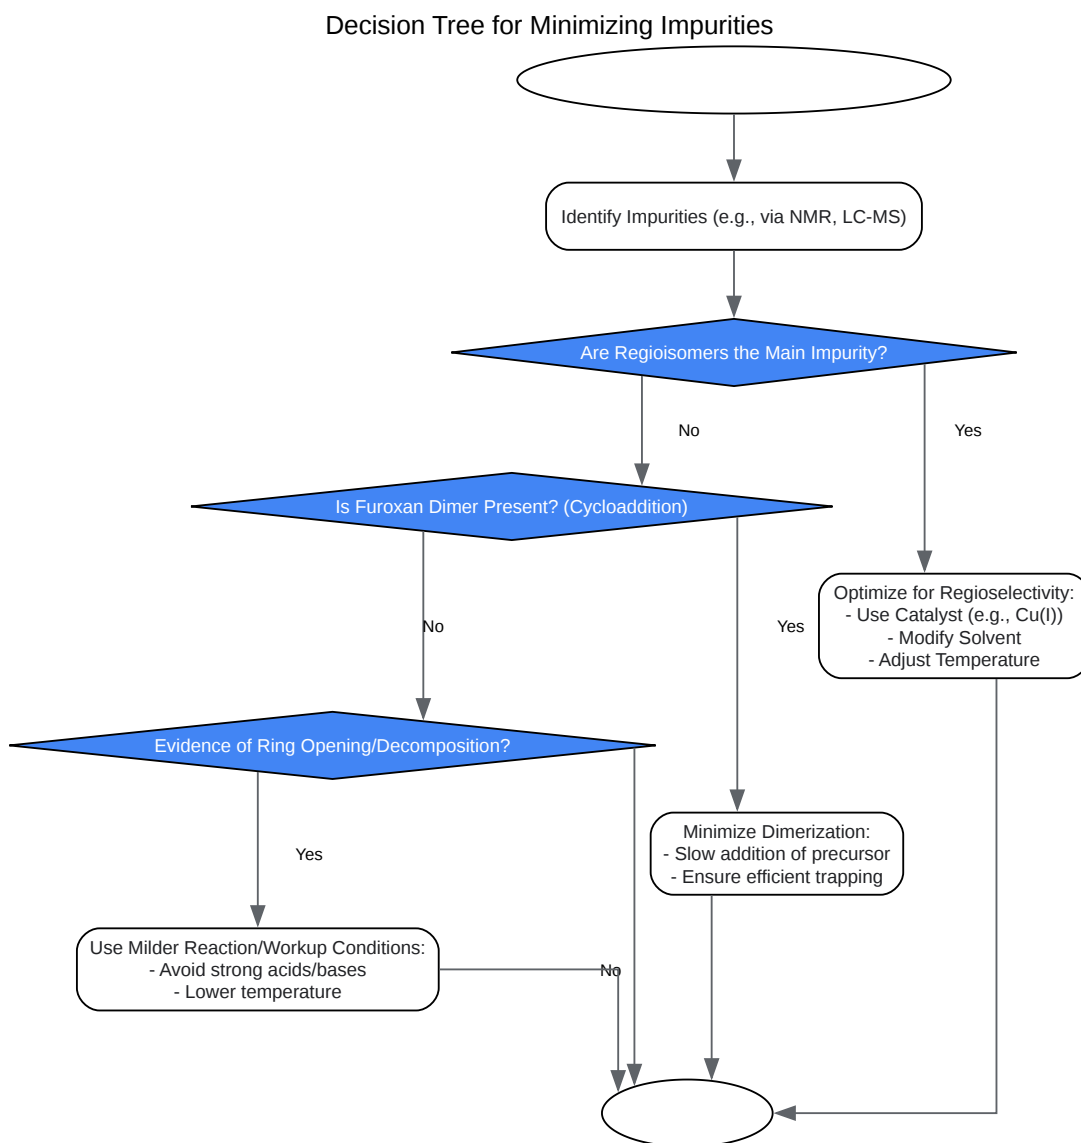 Decision Tree for Minimizing Impurities
Identify Impurities (e.g., via NMR, LC-MS)
Are Regioisomers the Main Impurity?
No
Yes
Is Furoxan Dimer Present? (Cycloaddition)
Optimize for Regioselectivity:
- Use Catalyst (e.g., Cu(I))
- Modify Solvent
- Adjust Temperature
No
Yes
Evidence of Ring Opening/Decomposition?
Minimize Dimerization:
- Slow addition of precursor
- Ensure efficient trapping
Yes
Use Milder Reaction/Workup Conditions:
- Avoid strong acids/bases
- Lower temperature
No